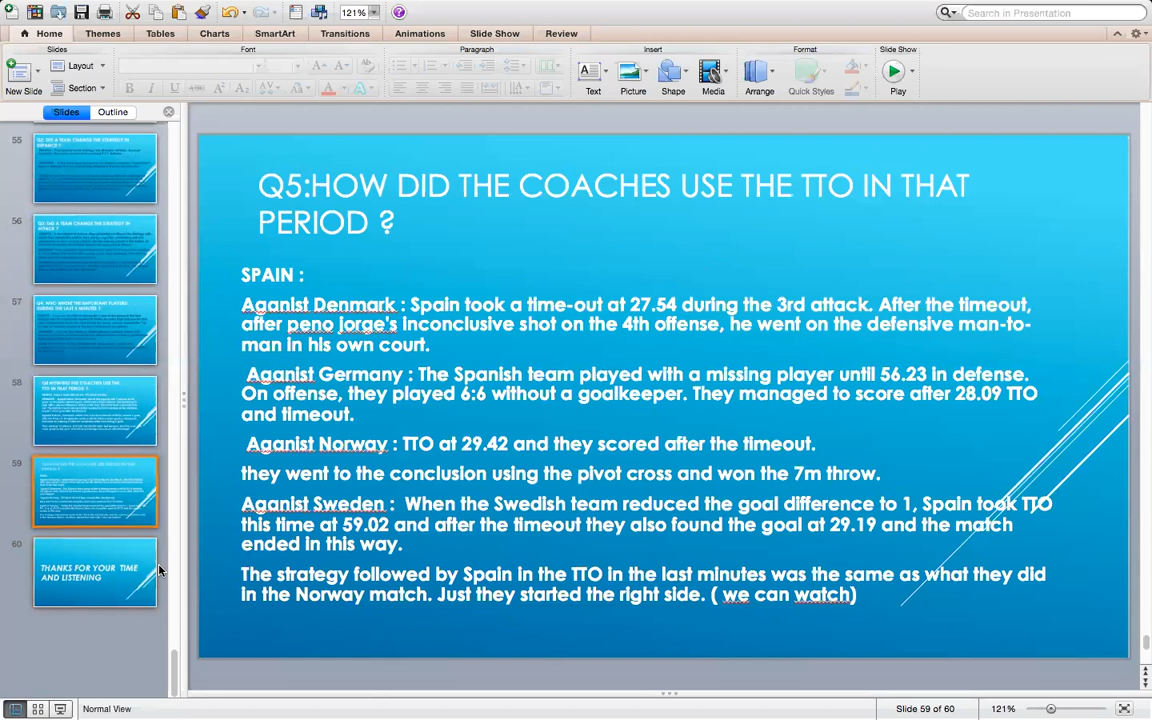 121%
Search in Presentation
Home
Themes
Tables
Charts
SmartArt
Transitions
Animations
Slide Show
Review
Slides
Font
Paragraph
Insert
Format
Slide Show
New Slide
Layout
Section
Text
Picture
Shape
Media
Arrange
Quick Styles
Play
Slides
Outline
55
56
57
58
59
60
THANKS FOR YOUR TIME
AND LISTENING
Q5:HOW DID THE COACHES USE THE TTO IN THAT
PERIOD ?
SPAIN :
Aganist Denmark : Spain took a time-out at 27.54 during the 3rd attack. After the timeout,
after peno jorge's inconclusive shot on the 4th offense, he went on the defensive man-to-
man in his own court.
Aganist Germany : The Spanish team played with a missing player until 56.23 in defense.
On offense, they played 6:6 without a goalkeeper. They managed to score after 28.09 TTO
and timeout.
Aganist Norway : TTO at 29.42 and they scored after the timeout.
they went to the conclusion using the pivot cross and won the 7m throw.
Aganist Sweden : When the Swedish team reduced the goal difference to 1, Spain took TTO
this time at 59.02 and after the timeout they also found the goal at 29.19 and the match
ended in this way.
The strategy followed by Spain in the TTO in the last minutes was the same as what they did
in the Norway match. Just they started the right side. ( we can watch)
Normal View
Slide 59 of 60
121%